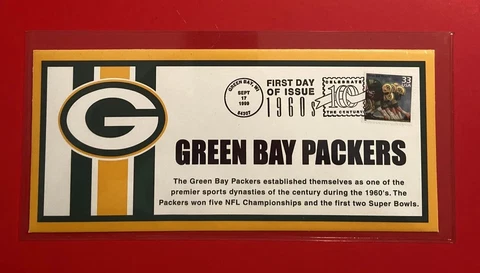 GREEN BAY, WI
SEPT
17
1999
54307
FIRST DAY
OF ISSUE
1960s
CELEBRATE
THE CENTURY
33
USA
G
GREEN BAY PACKERS
The Green Bay Packers established themselves as one of the
premier sports dynasties of the century during the 1960's. The
Packers won five NFL Championships and the first two Super Bowls.